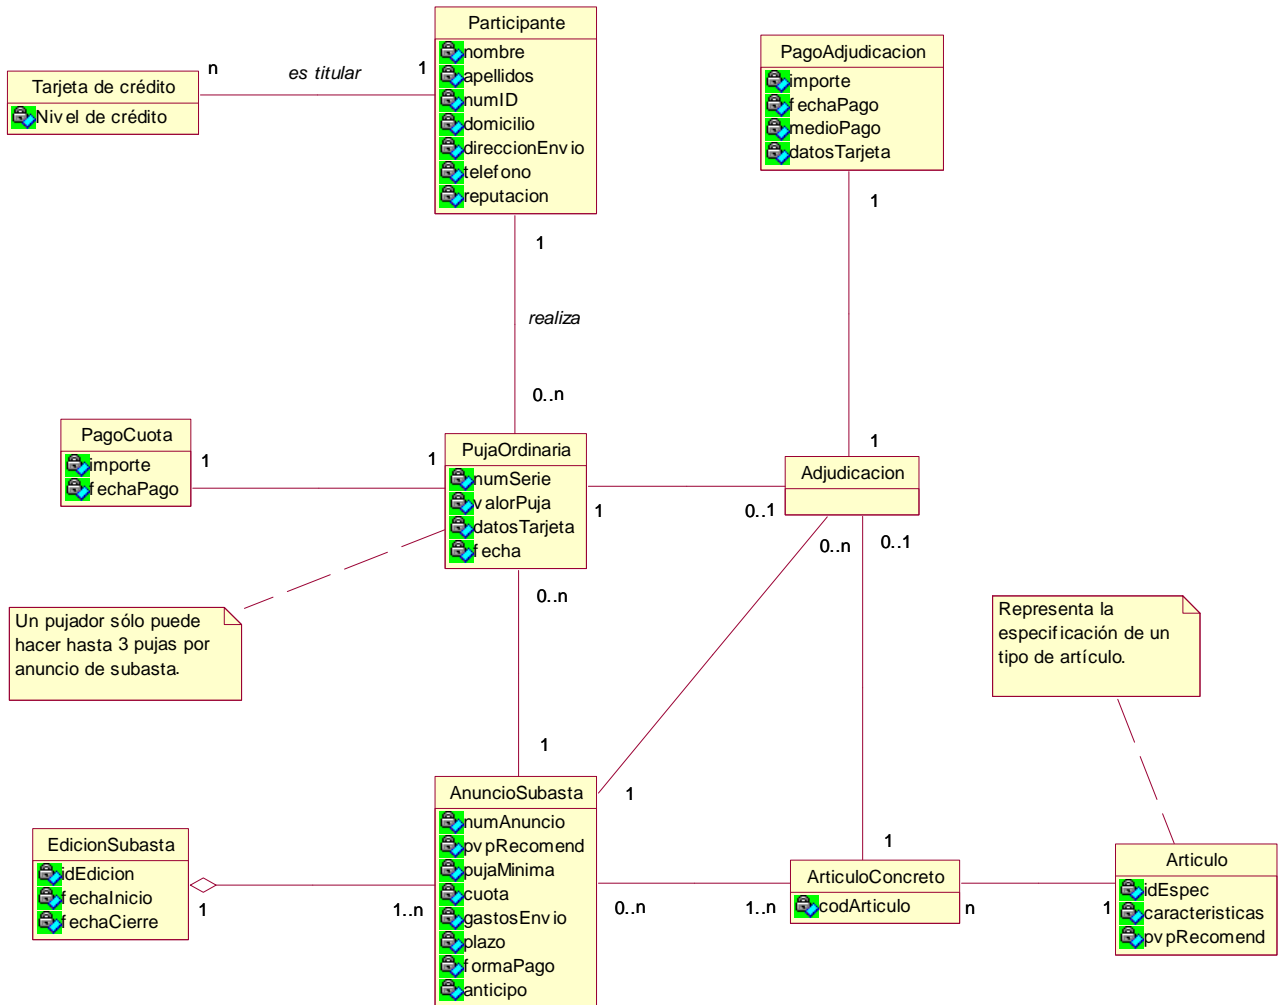 Participante
nombre
apellidos
numID
domicilio
direccionEnvio
telefono
reputacion
Tarjeta de crédito
Nivel de crédito
n
es titular
1
PagoAdjudicacion
importe
fechaPago
medioPago
datosTarjeta
1
1
realiza
0..n
1
PagoCuota
importe
fechaPago
1
1
PujaOrdinaria
numSerie
valorPuja
datosTarjeta
fecha
1
0..1
Adjudicacion
0..n
0..1
0..n
Un pujador sólo puede
hacer hasta 3 pujas por
anuncio de subasta.
Representa la
especificación de un
tipo de artículo.
1
AnuncioSubasta
numAnuncio
pvpRecomend
pujaMinima
cuota
gastosEnvio
plazo
formaPago
anticipo
1
EdicionSubasta
idEdicion
fechaInicio
fechaCierre
1
1..n
0..n
1..n
1
ArticuloConcreto
codArticulo
n
1
Articulo
idEspec
caracteristicas
pvpRecomend